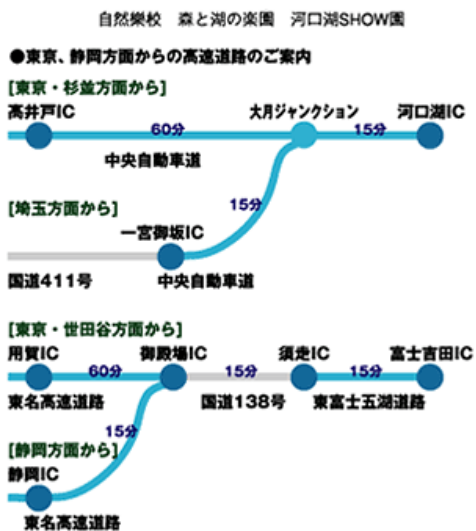 自然樂校 森と湖の楽園 河口湖SHOW園
●東京、静岡方面からの高速道路のご案内
[東京・杉並方面から]
高井戸IC 60分 大月ジャンクション 15分 河口湖IC
中央自動車道
[埼玉方面から] 15分
一宮御坂IC
国道411号 中央自動車道
[東京・世田谷方面から]
用賀IC 60分 御殿場IC 15分 須走IC 15分 富士吉田IC
東名高速道路 国道138号 東富士五湖道路
15分
[静岡方面から]
静岡IC
東名高速道路